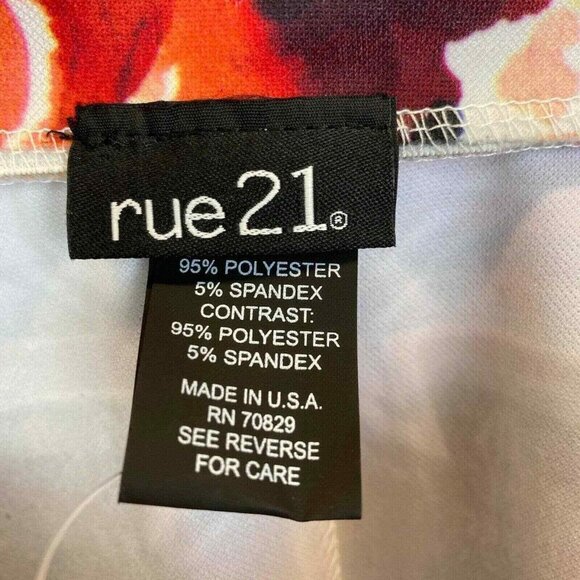 rue21®
95% POLYESTER
5% SPANDEX
CONTRAST:
95% POLYESTER
5% SPANDEX
MADE IN U.S.A.
RN 70829
SEE REVERSE
FOR CARE